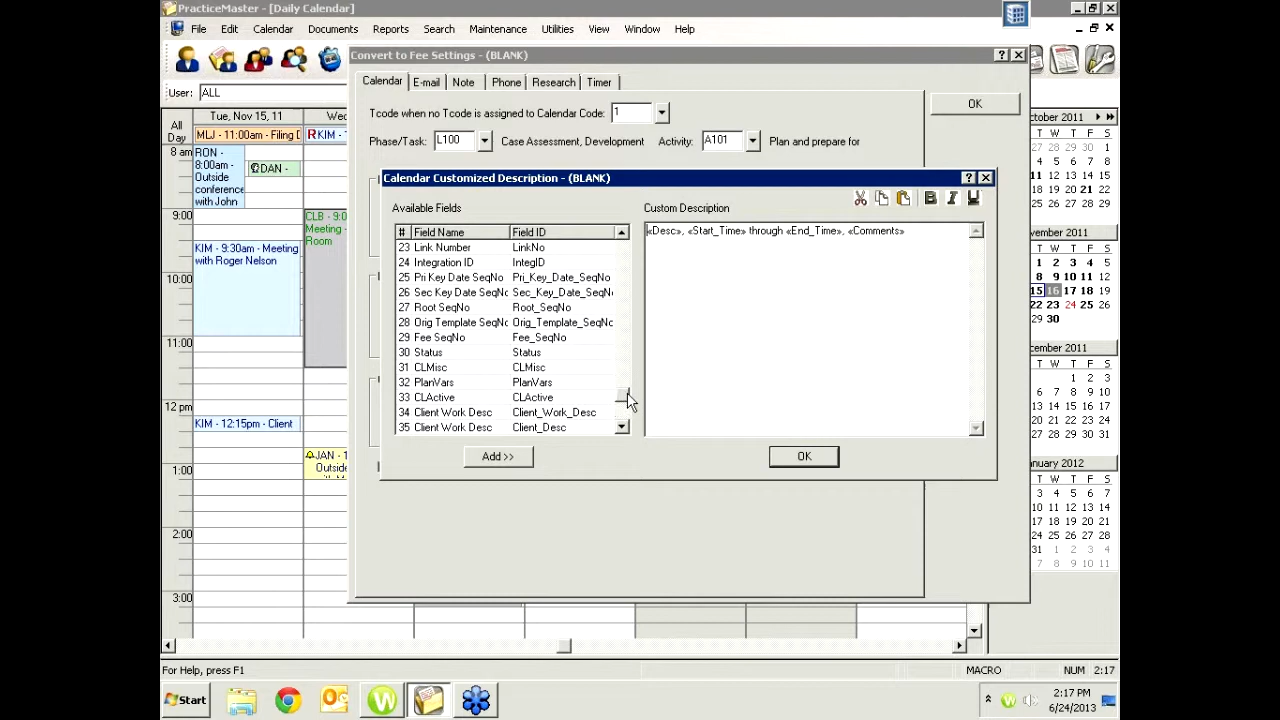 PracticeMaster - [Daily Calendar]
File Edit Calendar Documents Reports Search Maintenance Utilities View Window Help
Convert to Fee Settings - (BLANK)
User: ALL
Calendar E-mail Note Phone Research Timer
OK
Tcode when no Tcode is assigned to Calendar Code: 1
Phase/Task: L100 Case Assessment, Development Activity: A101 Plan and prepare for
Calendar Customized Description - (BLANK)
Available Fields
Custom Description
# Field Name Field ID
23 Link Number LinkNo
24 Integration ID IntegID
25 Pri Key Date SeqNo Pri_Key_Date_SeqNo
26 Sec Key Date SeqNo Sec_Key_Date_SeqN
27 Root SeqNo Root_SeqNo
28 Orig Template SeqNo Orig_Template_SeqNo
29 Fee SeqNo Fee_SeqNo
30 Status Status
31 CLMisc CLMisc
32 PlanVars PlanVars
33 CLActive CLActive
34 Client Work Desc Client_Work_Desc
35 Client Work Desc Client_Desc
«Desc», «Start_Time» through «End_Time», «Comments»
Add >>
OK
Tue, Nov 15, 11
Wed
All
Day
MLJ - 11:00am - Filing D
RKIM -
8 am
RON -
8:00am -
Outside
conference
with John
DAN -
9:00
CLB - 9:0
Meeting -
Room
KIM - 9:30am - Meeting
with Roger Nelson
10:00
11:00
12 pm
KIM - 12:15pm - Client
1:00
JAN - 1
Outside
2:00
3:00
October 2011
T W T F S
27 28 29 30 1
4 5 6 7 8
11 12 13 14 15
18 19 20 21 22
25 26 27 28 29
ovember 2011
T W T F S
1 2 3 4 5
8 9 10 11 12
15 16 17 18 19
22 23 24 25 26
29 30
ecember 2011
T W T F S
1 2 3
6 7 8 9 10
13 14 15 16 17
20 21 22 23 24
27 28 29 30 31
anuary 2012
T W T F S
3 4 5 6 7
10 11 12 13 14
17 18 19 20 21
24 25 26 27 28
31 1 2 3 4
7 8 9 10 11
For Help, press F1
MACRO NUM 2:17
Start
2:17 PM
6/24/2013